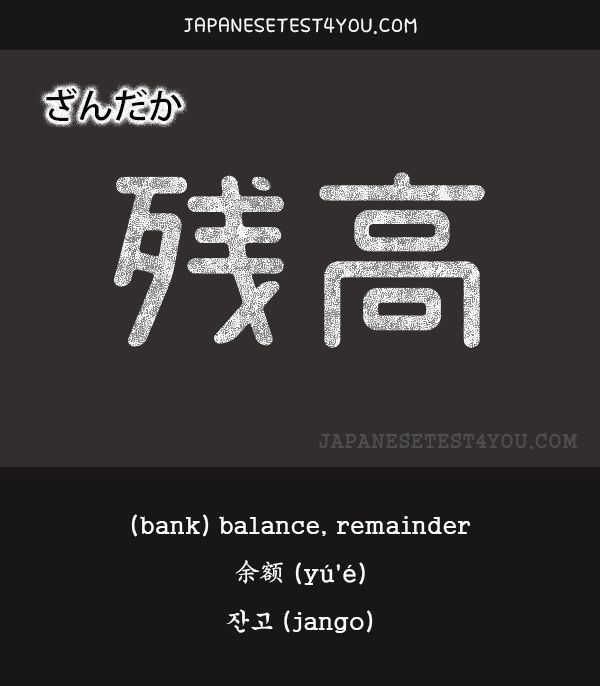 JAPANESETEST4YOU.COM
ざんだか
残高
JAPANESETEST4YOU.COM
(bank) balance, remainder
余额 (yú'é)
잔고 (jango)